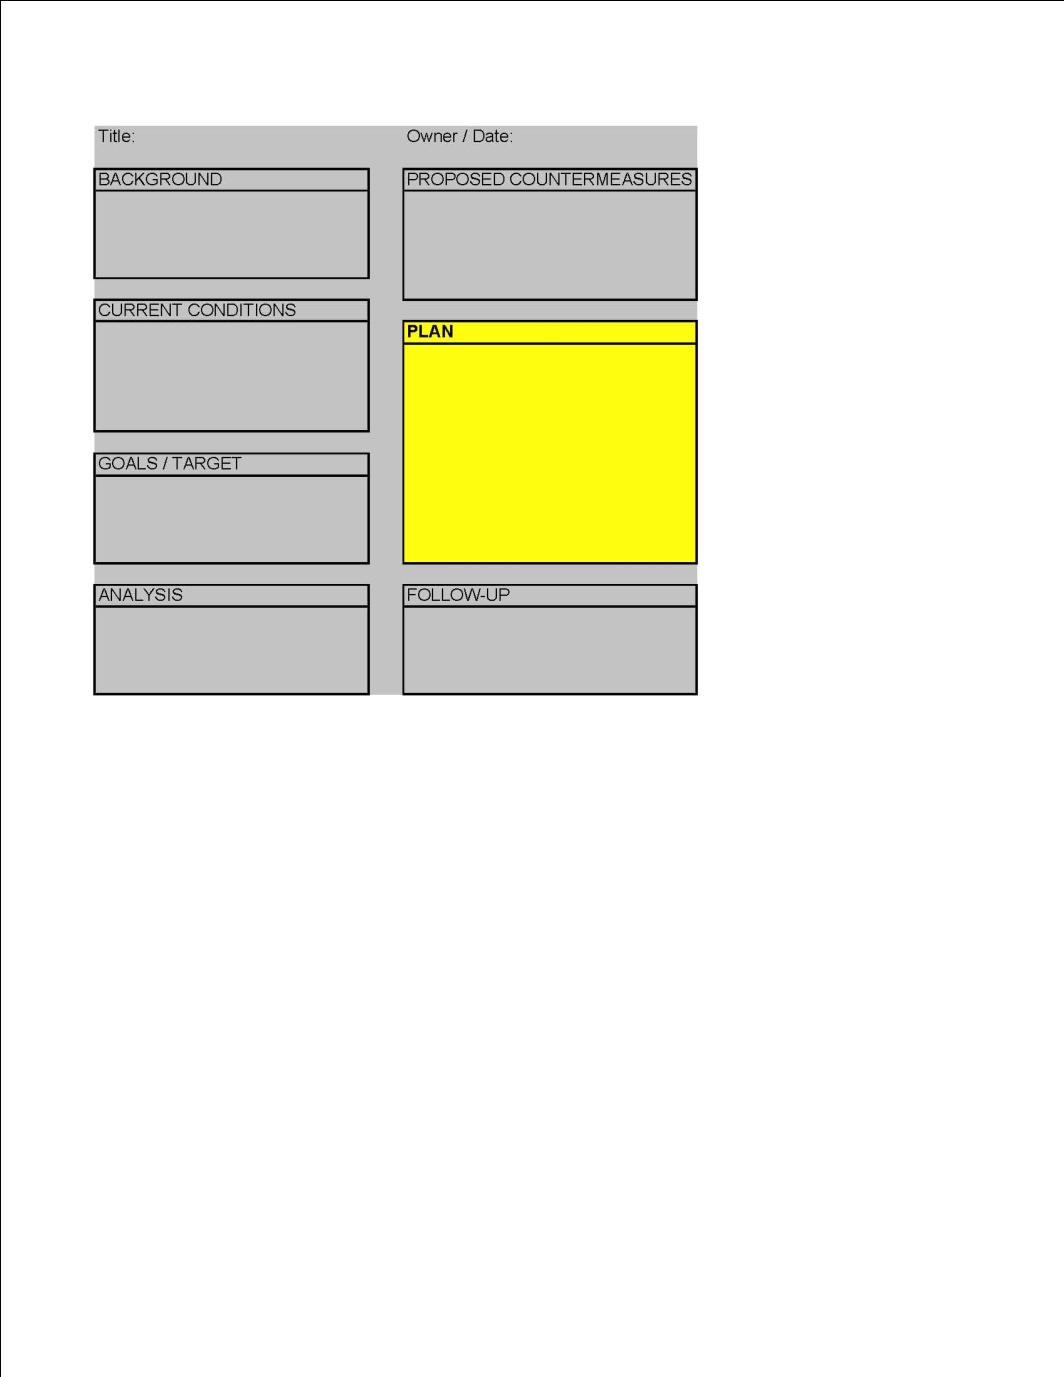 Title:
Owner / Date:
BACKGROUND
CURRENT CONDITIONS
GOALS / TARGET
ANALYSIS
PROPOSED COUNTERMEASURES
PLAN
FOLLOW-UP